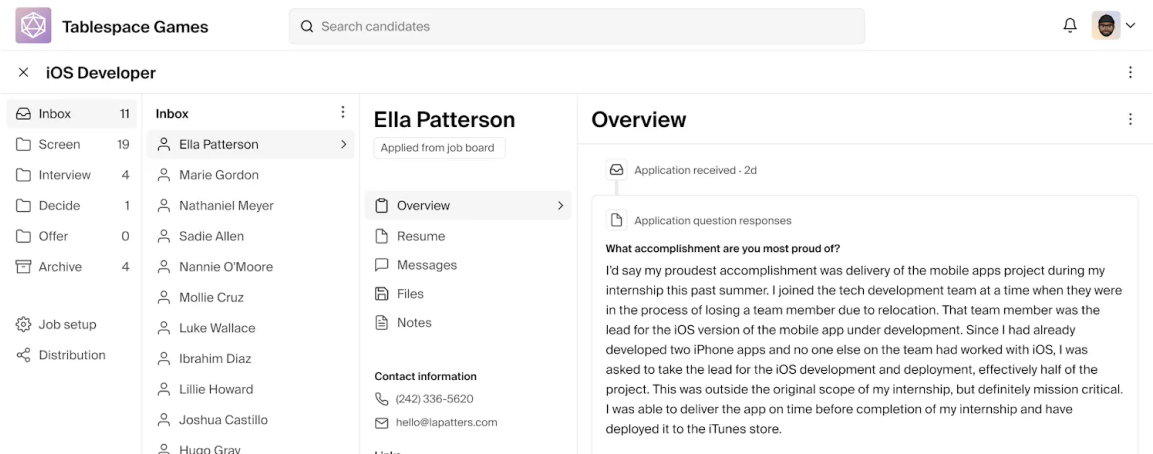 Tablespace Games
Search candidates
iOS Developer
Inbox 11
Screen 19
Interview 4
Decide 1
Offer 0
Archive 4
Job setup
Distribution
Inbox
Ella Patterson
Marie Gordon
Nathaniel Meyer
Sadie Allen
Nannie O'Moore
Mollie Cruz
Luke Wallace
Ibrahim Diaz
Lillie Howard
Joshua Castillo
Hugo Gray
Ella Patterson
Applied from job board
Overview
Resume
Messages
Files
Notes
Contact information
(242) 336-5620
hello@lapatters.com
Links
Overview
Application received · 2d
Application question responses
What accomplishment are you most proud of?
I'd say my proudest accomplishment was delivery of the mobile apps project during my
internship this past summer. I joined the tech development team at a time when they were
in the process of losing a team member due to relocation. That team member was the
lead for the iOS version of the mobile app under development. Since I had already
developed two iPhone apps and no one else on the team had worked with iOS, I was
asked to take the lead for the iOS development and deployment, effectively half of the
project. This was outside the original scope of my internship, but definitely mission critical.
I was able to deliver the app on time before completion of my internship and have
deployed it to the iTunes store.